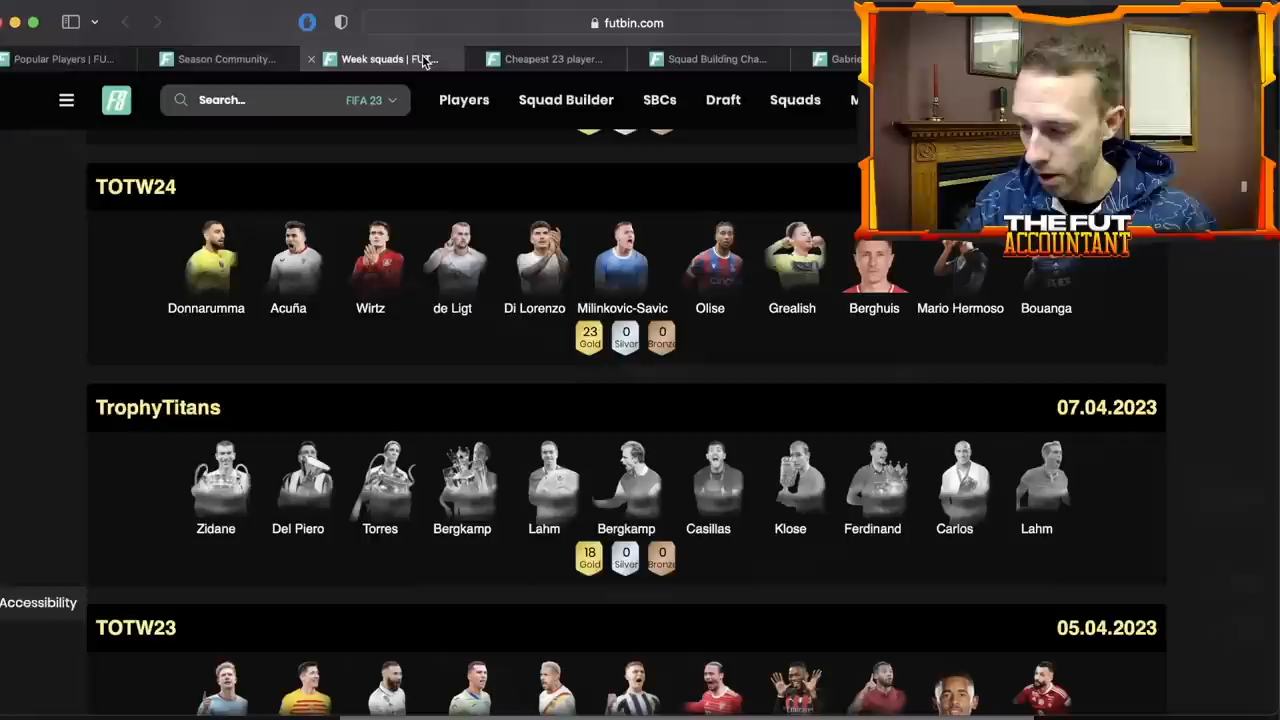 futbin.com
Popular Players | FU...
Season Community...
Week squads | FUT...
Cheapest 23 player...
Squad Building Cha...
Gabrie
F8
Search...
FIFA 23
Players
Squad Builder
SBCs
Draft
Squads
M
THE FUT
ACCOUNTANT
TOTW24
Donnarumma
Acuña
Wirtz
de Ligt
Di Lorenzo
Milinkovic-Savic
Olise
Grealish
Berghuis
Mario Hermoso
Bouanga
23
Gold
0
Silver
0
Bronze
TrophyTitans
07.04.2023
Zidane
Del Piero
Torres
Bergkamp
Lahm
Bergkamp
Casillas
Klose
Ferdinand
Carlos
Lahm
18
Gold
0
Silver
0
Bronze
Accessibility
TOTW23
05.04.2023